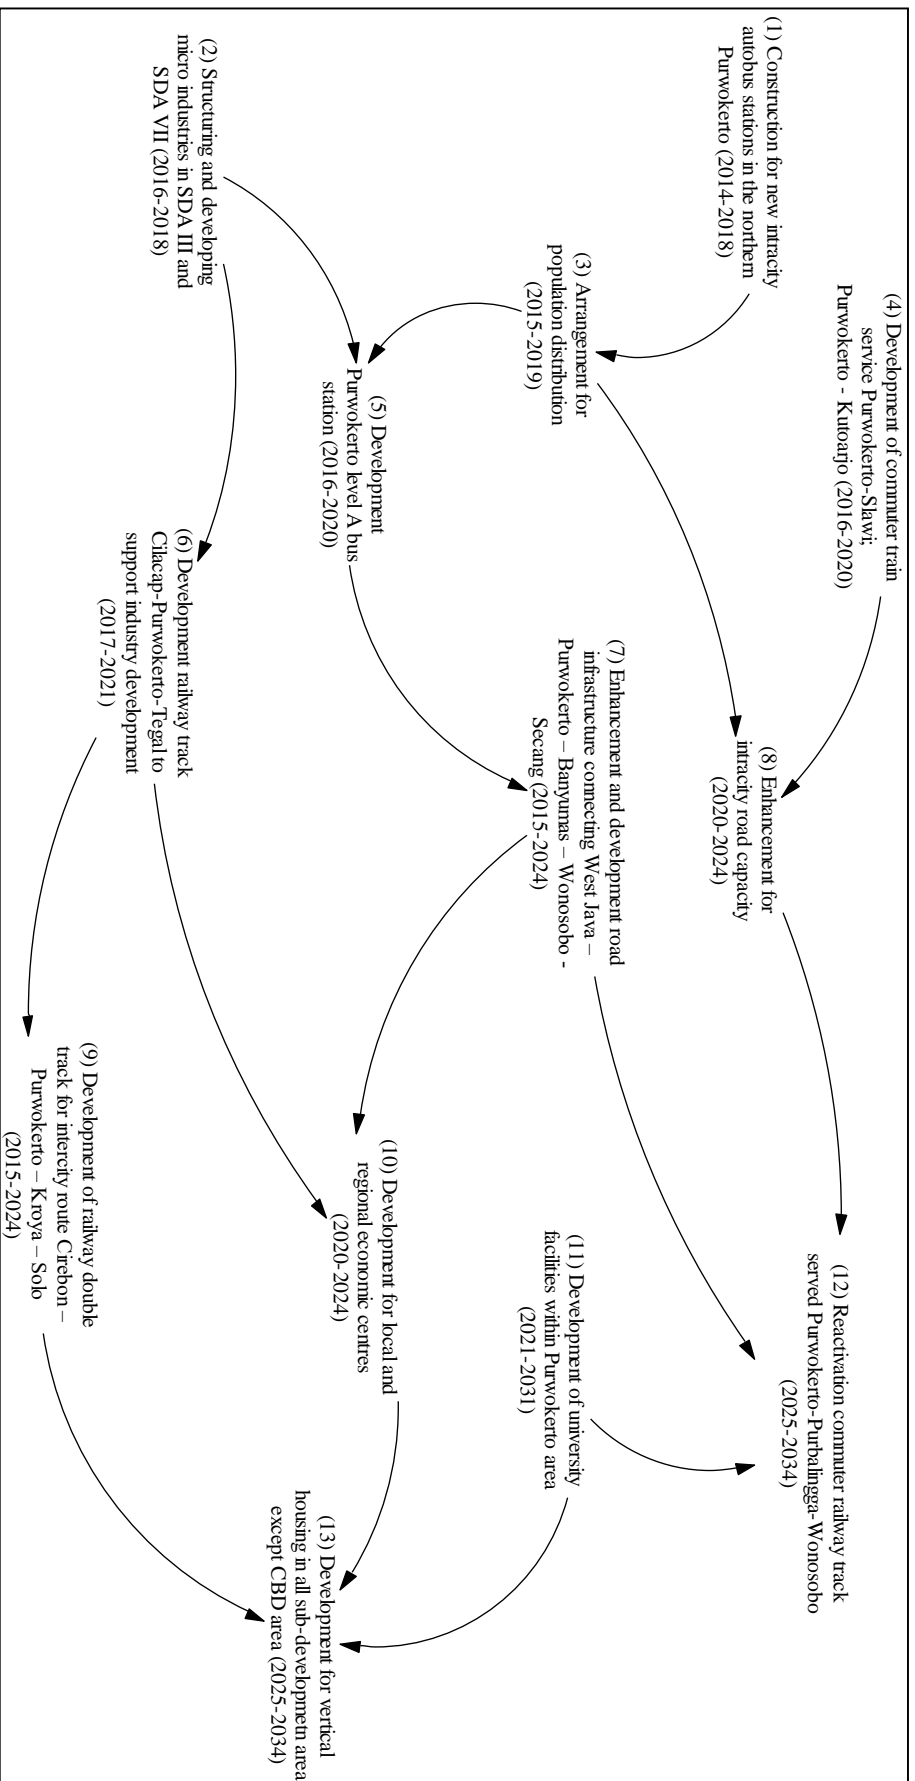 (1) Construction for new intracity
autobus stations in the northern
Purwokerto (2014-2018)
(2) Structuring and developing
micro industries in SDA III and
SDA VII (2016-2018)
(3) Arrangement for
population distribution
(2015-2019)
(4) Development of commuter train
service Purwokerto-Slawi;
Purwokerto - Kutoarjo (2016-2020)
(5) Development
Purwokerto level A bus
station (2016-2020)
(6) Development railway track
Cilacap-Purwokerto-Tegal to
support industry development
(2017-2021)
(7) Enhancement and development road
infrastructure connecting West Java –
Purwokerto – Banyumas – Wonosobo -
Secang (2015-2024)
(8) Enhancement for
intracity road capacity
(2020-2024)
(9) Development of railway double
track for intercity route Cirebon –
Purwokerto – Kroya – Solo
(2015-2024)
(10) Development for local and
regional economic centres
(2020-2024)
(11) Development of university
facilities within Purwokerto area
(2021-2031)
(12) Reactivation commuter railway track
served Purwokerto-Purbalingga-Wonosobo
(2025-2034)
(13) Development for vertical
housing in all sub-developmetn area
except CBD area (2025-2034)